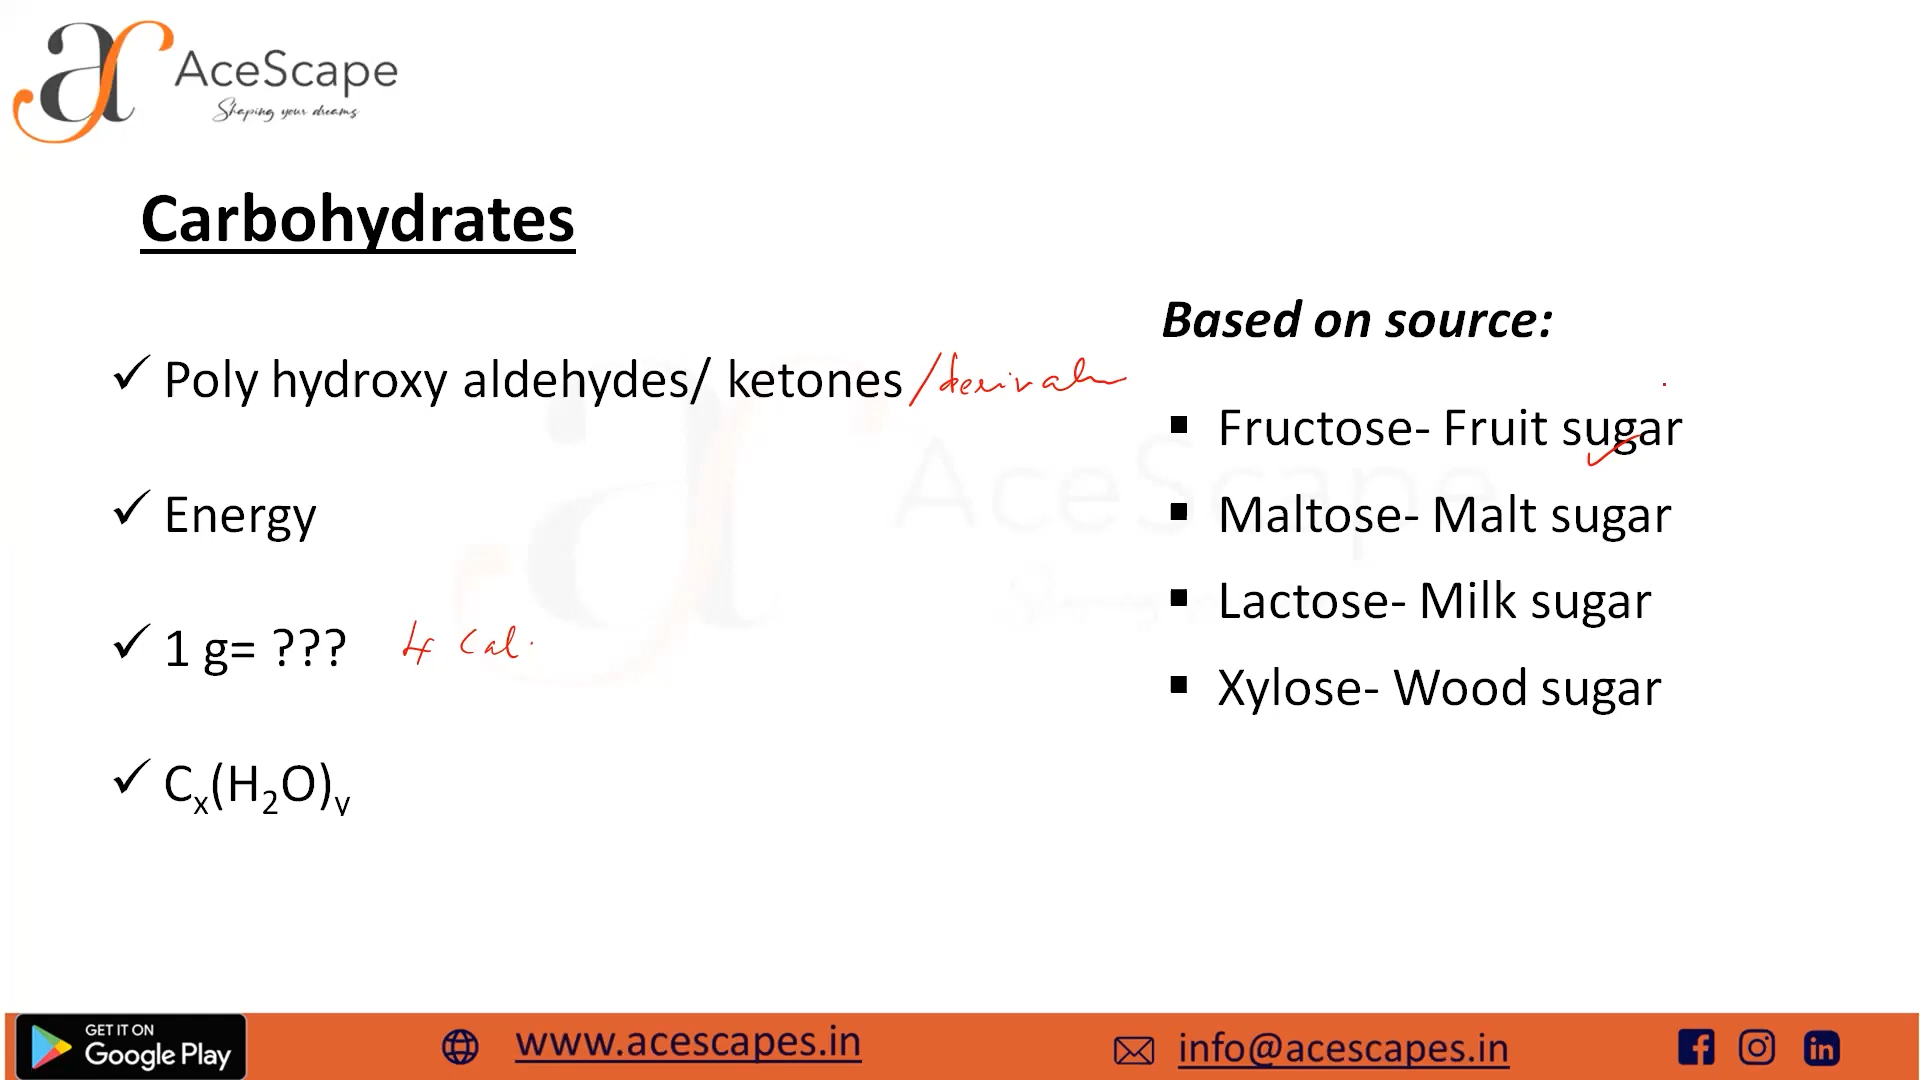 AceScape
Shaping your dreams
Carbohydrates
✓ Poly hydroxy aldehydes/ ketones /
✓ Energy
✓ 1 g= ??? 4 Cal.
✓ Cₓ(H₂O)ᵧ
Based on source:
▪ Fructose- Fruit sugar
▪ Maltose- Malt sugar
▪ Lactose- Milk sugar
▪ Xylose- Wood sugar
AceScape
GET IT ON
Google Play
www.acescapes.in
info@acescapes.in